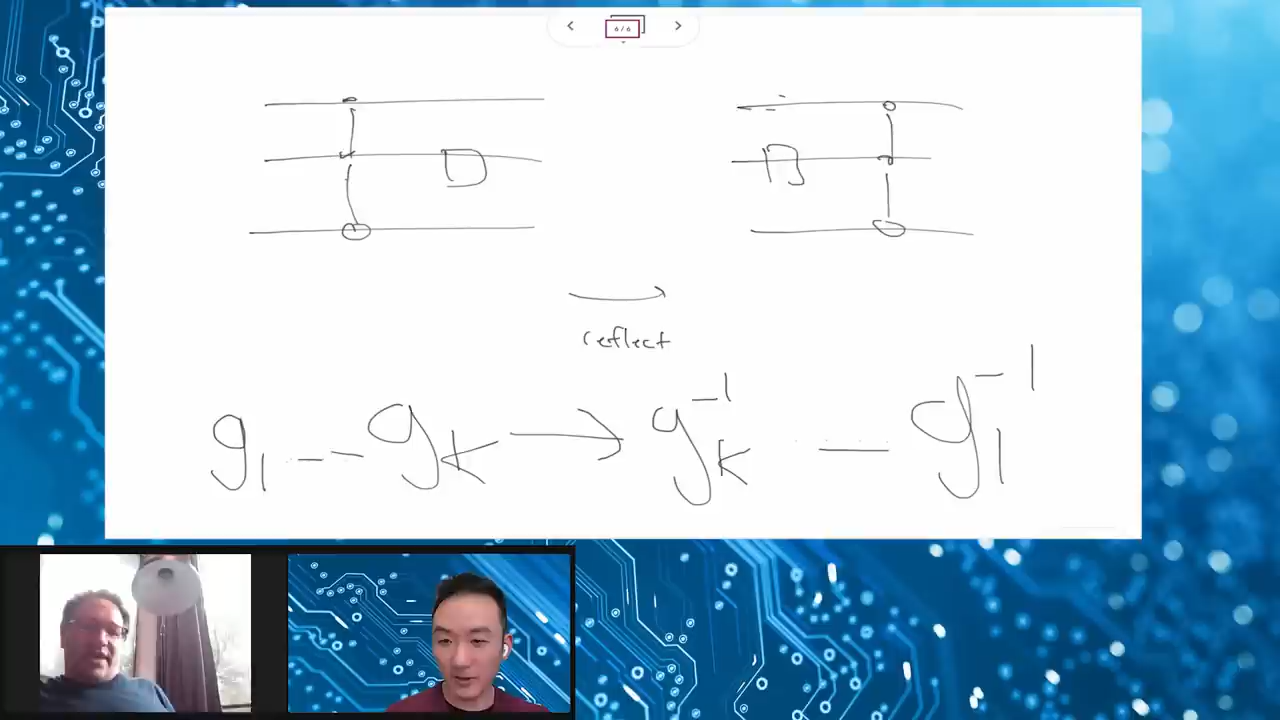 6 / 6
reflect
g₁ --- gₖ → gₖ⁻¹ — g₁⁻¹